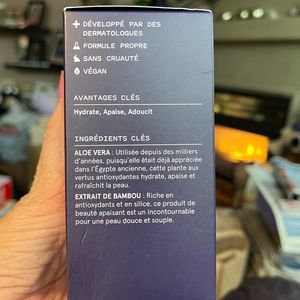 DÉVELOPPÉ PAR DES
DERMATOLOGUES
FORMULE PROPRE
SANS CRUAUTÉ
VÉGAN
AVANTAGES CLÉS
Hydrate, Apaise, Adoucit
INGRÉDIENTS CLÉS
ALOE VERA : Utilisée depuis des milliers
d'années, puisqu'elle était déjà appréciée
dans l'Égypte ancienne, cette plante aux
vertus antioxydantes hydrate, apaise et
rafraîchit la peau.
EXTRAIT DE BAMBOU : Riche en
antioxydants et en silice, ce produit de
beauté apaisant est un incontournable
pour une peau douce et souple.